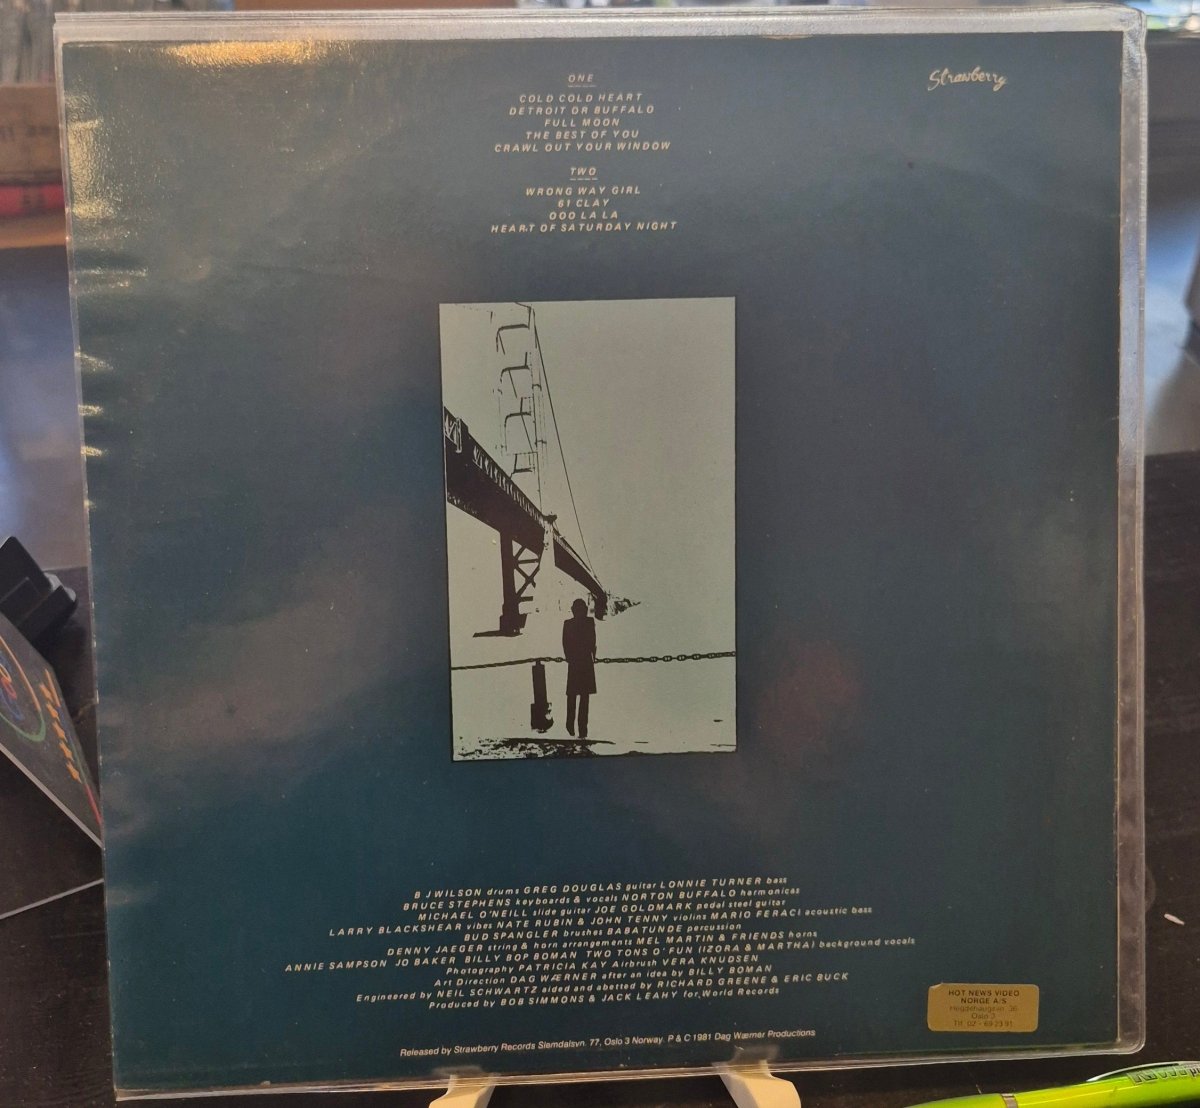 Strawberry
ONE
COLD COLD HEART
DETROIT OR BUFFALO
FULL MOON
THE BEST OF YOU
CRAWL OUT YOUR WINDOW
TWO
WRONG WAY GIRL
61 CLAY
OOO LA LA
HEART OF SATURDAY NIGHT
B J WILSON drums GREG DOUGLAS guitar LONNIE TURNER bass
BRUCE STEPHENS keyboards & vocals NORTON BUFFALO harmonicas
MICHAEL O'NEILL slide guitar JOE GOLDMARK pedal steel guitar
LARRY BLACKSHEAR vibes NATE RUBIN & JOHN TENNY violins MARIO FERACI acoustic bass
BUD SPANGLER brushes BABATUNDE percussion
DENNY JAEGER string & horn arrangements MEL MARTIN & FRIENDS horns
ANNIE SAMPSON JO BAKER BILLY BOP BOMAN TWO TONS O' FUN (IZORA & MARTHA) background vocals
Photography PATRICIA KAY Airbrush VERA KNUDSEN
Art Direction DAG WÆRNER after an idea by BILLY BOMAN
Engineered by NEIL SCHWARTZ aided and abetted by RICHARD GREENE & ERIC BUCK
Produced by BOB SIMMONS & JACK LEAHY for World Records
Released by Strawberry Records Slemdalsvn. 77, Oslo 3 Norway. P & C 1981 Dag Wærner Productions
HOT NEWS VIDEO
NORGE A/S
Heggehaugsvn. 36
Oslo 3
Tlf. 02 - 69 23 91